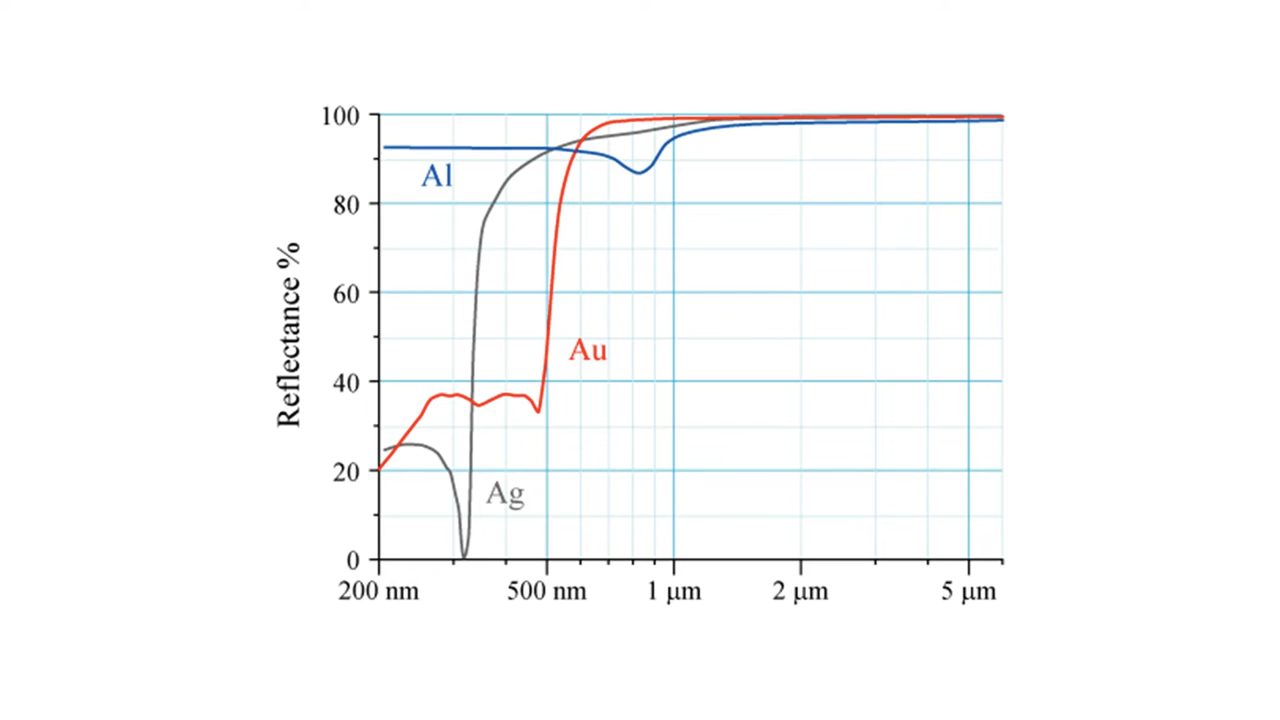 Reflectance %
100
80
60
40
20
0
Al
Au
Ag
200 nm 500 nm 1 μm 2 μm 5 μm